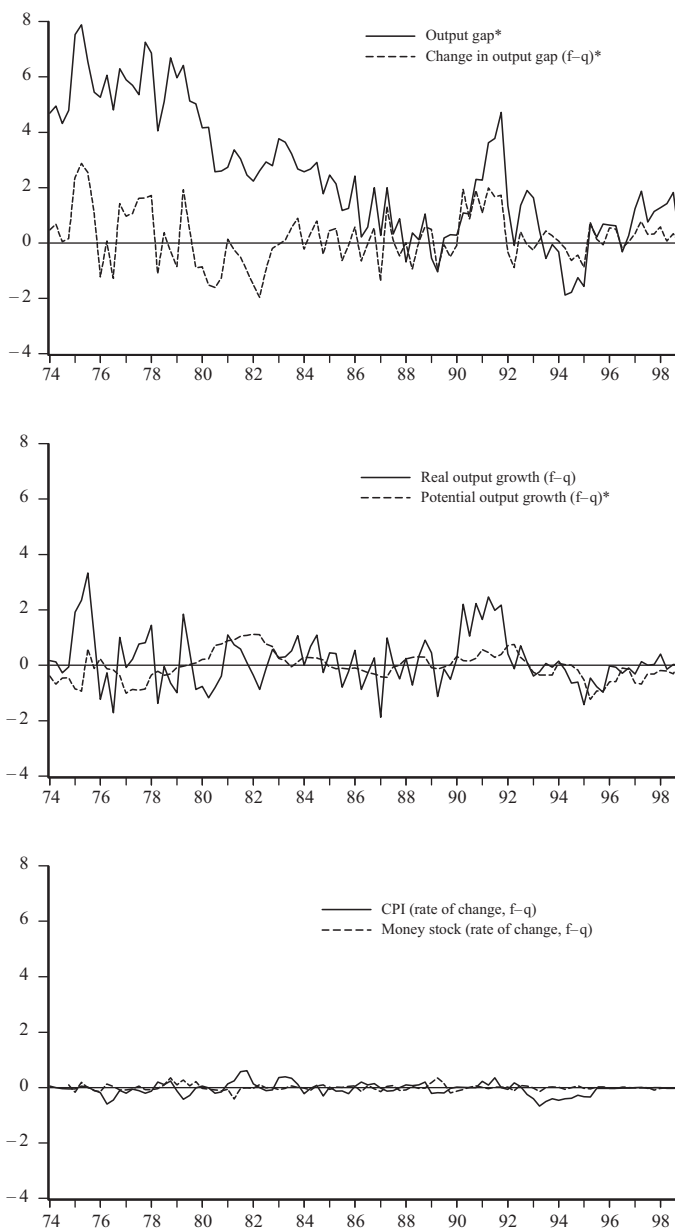 8
Output gap*
Change in output gap (f–q)*
6
4
2
0
−2
−4
74 76 78 80 82 84 86 88 90 92 94 96 98
8
Real output growth (f–q)
Potential output growth (f–q)*
6
4
2
0
−2
−4
74 76 78 80 82 84 86 88 90 92 94 96 98
8
CPI (rate of change, f–q)
Money stock (rate of change, f–q)
6
4
2
0
−2
−4
74 76 78 80 82 84 86 88 90 92 94 96 98